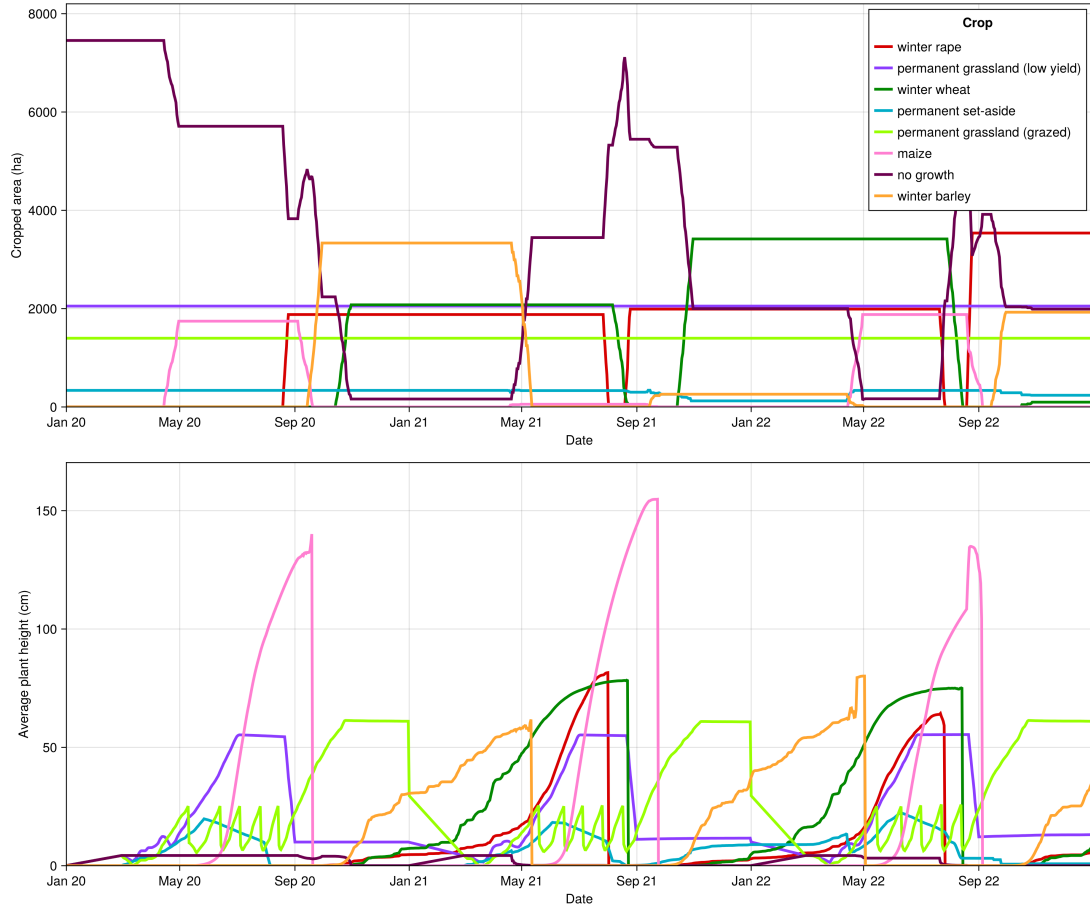 8000
6000
4000
2000
0
Cropped area (ha)
Crop
winter rape
permanent grassland (low yield)
winter wheat
permanent set-aside
permanent grassland (grazed)
maize
no growth
winter barley
Jan 20 May 20 Sep 20 Jan 21 May 21 Sep 21 Jan 22 May 22 Sep 22
Date
150
100
50
0
Average plant height (cm)
Jan 20 May 20 Sep 20 Jan 21 May 21 Sep 21 Jan 22 May 22 Sep 22
Date